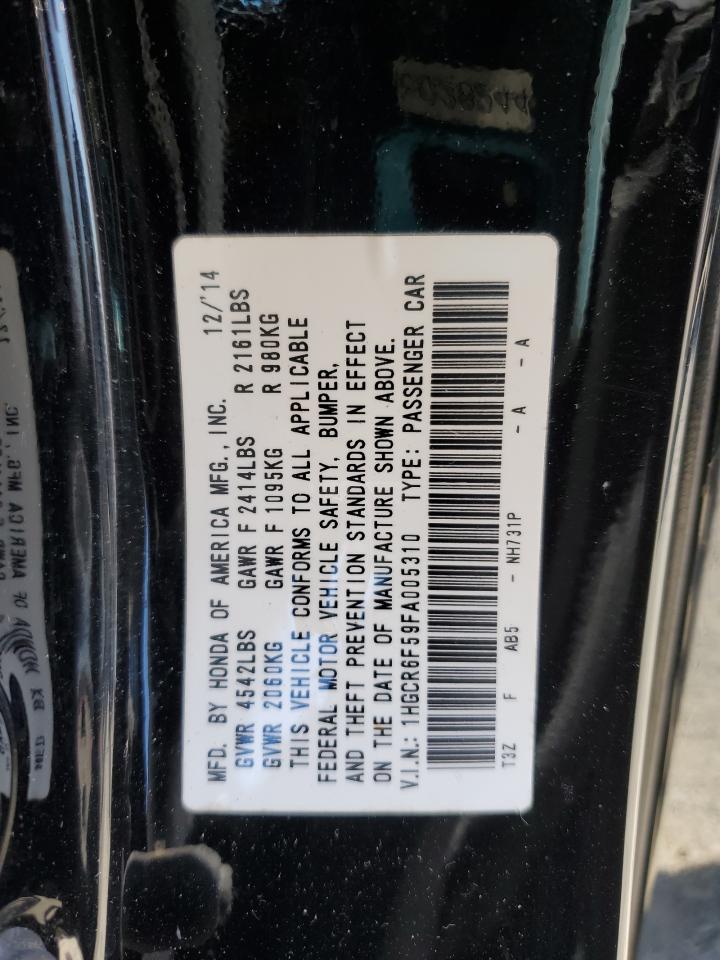 MFD. BY HONDA OF AMERICA MFG., INC. 12/'14
GVWR 4542LBS GAWR F 2414LBS R 2161LBS
GVWR 2060KG GAWR F 1095KG R 980KG
THIS VEHICLE CONFORMS TO ALL APPLICABLE
FEDERAL MOTOR VEHICLE SAFETY, BUMPER,
AND THEFT PREVENTION STANDARDS IN EFFECT
ON THE DATE OF MANUFACTURE SHOWN ABOVE.
V.I.N.: 1HGCR6F59FA005310 TYPE: PASSENGER CAR
T3Z F AB5 - NH731P - A - A